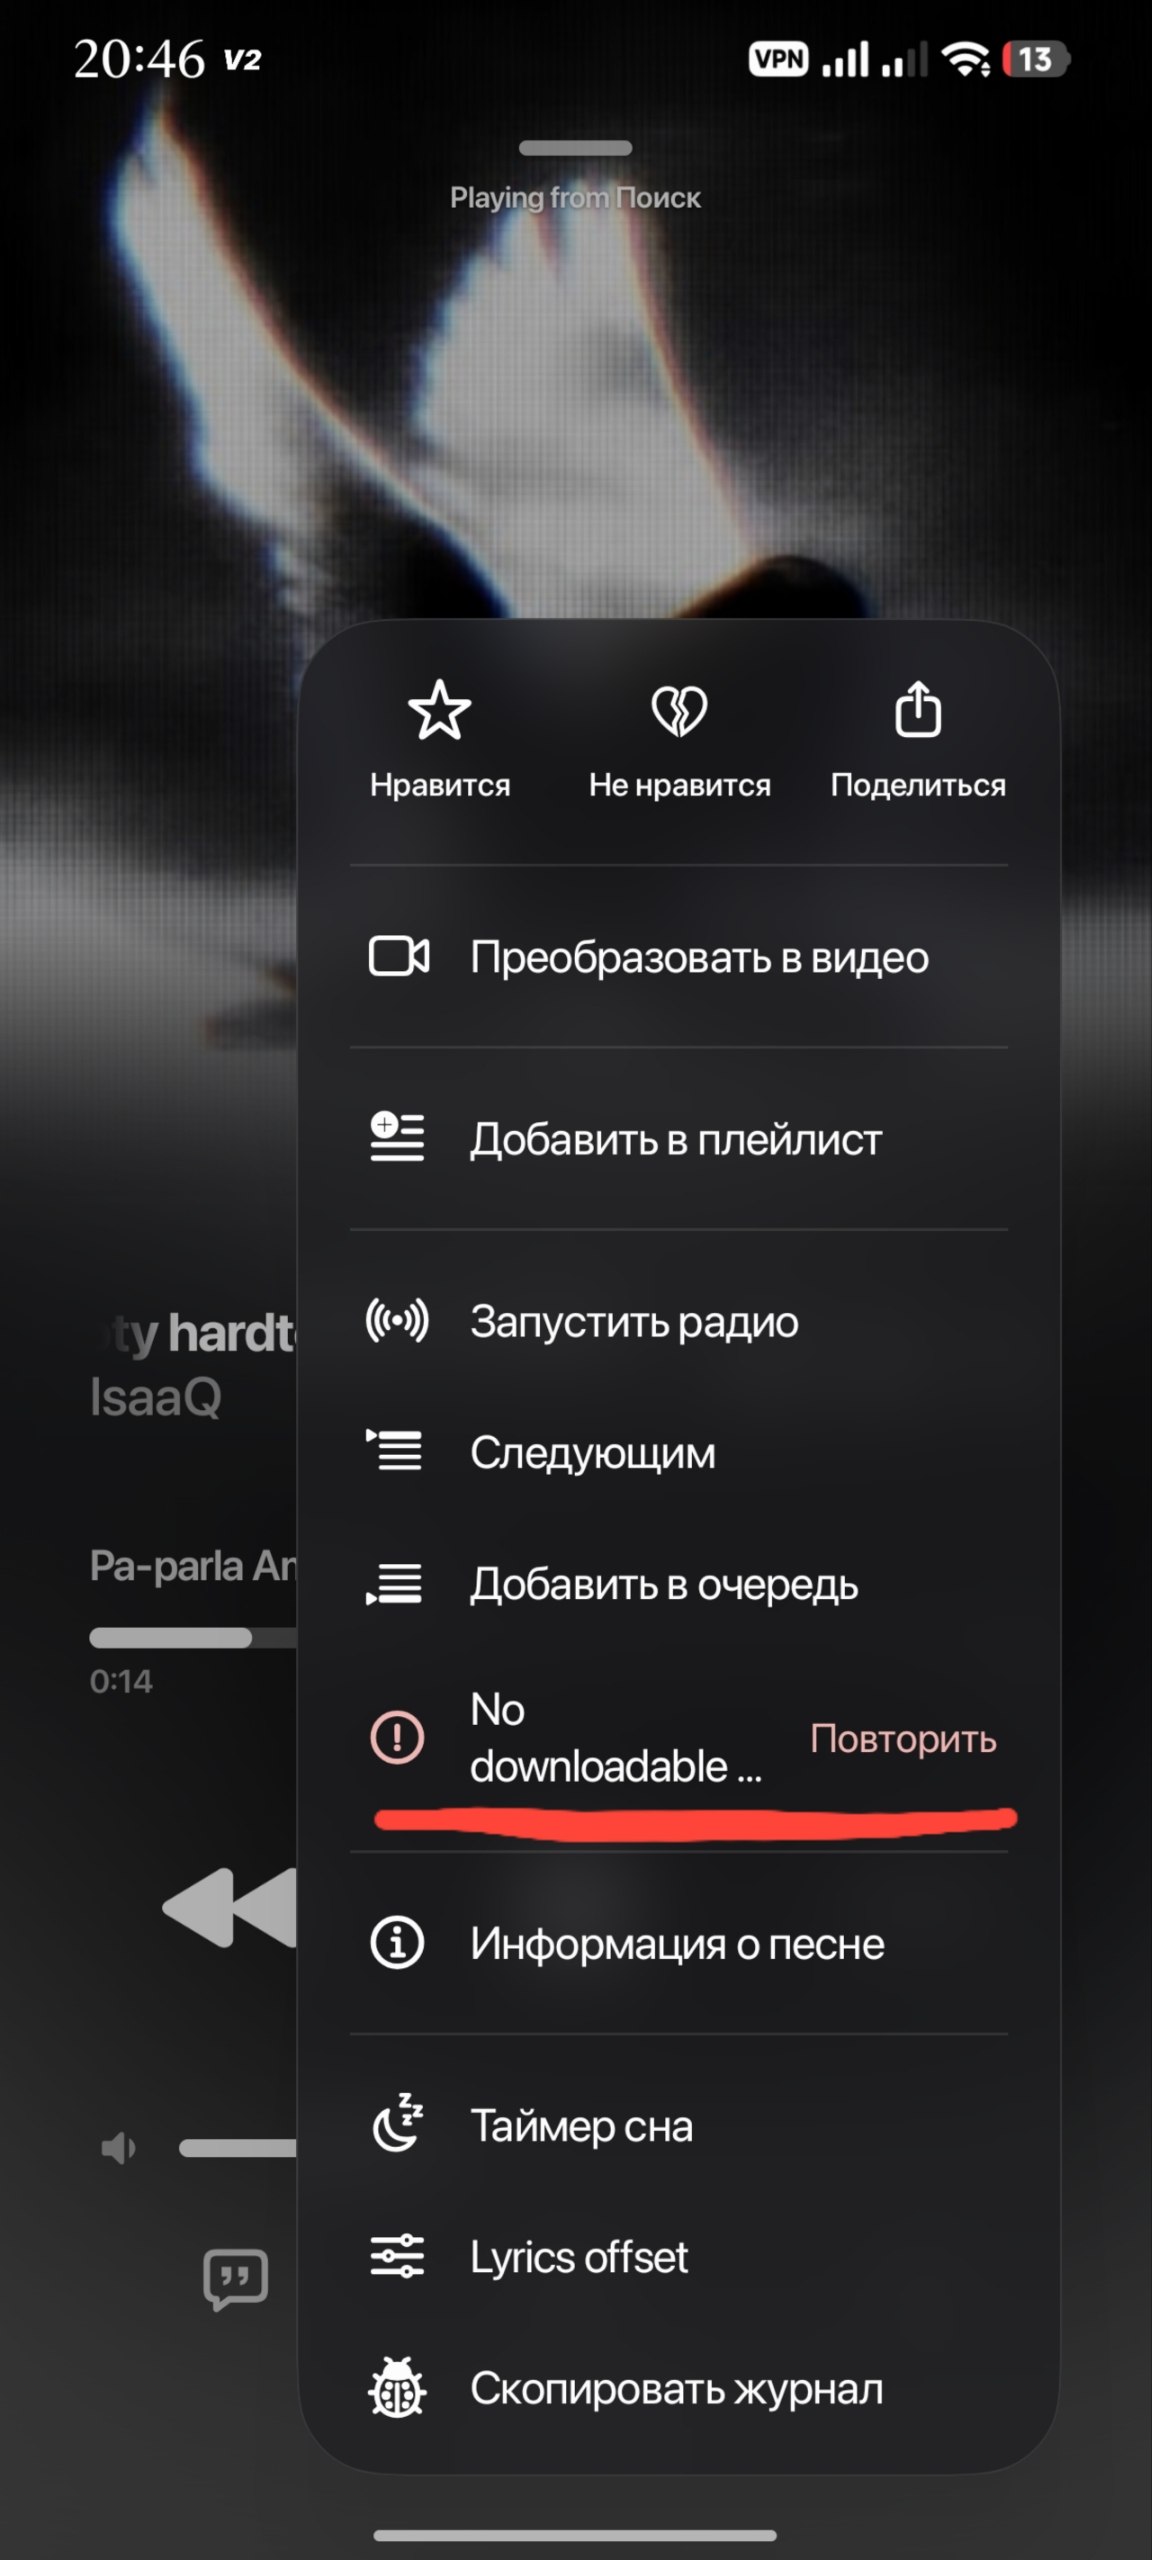 20:46 V2 VPN 13
Playing from Поиск
Нравится Не нравится Поделиться
Преобразовать в видео
Добавить в плейлист
Запустить радио
ty hardt
IsaaQ
Следующим
Pa-parla
Добавить в очередь
0:14
No
downloadable ...
Повторить
Информация о песне
Таймер сна
Lyrics offset
Скопировать журнал